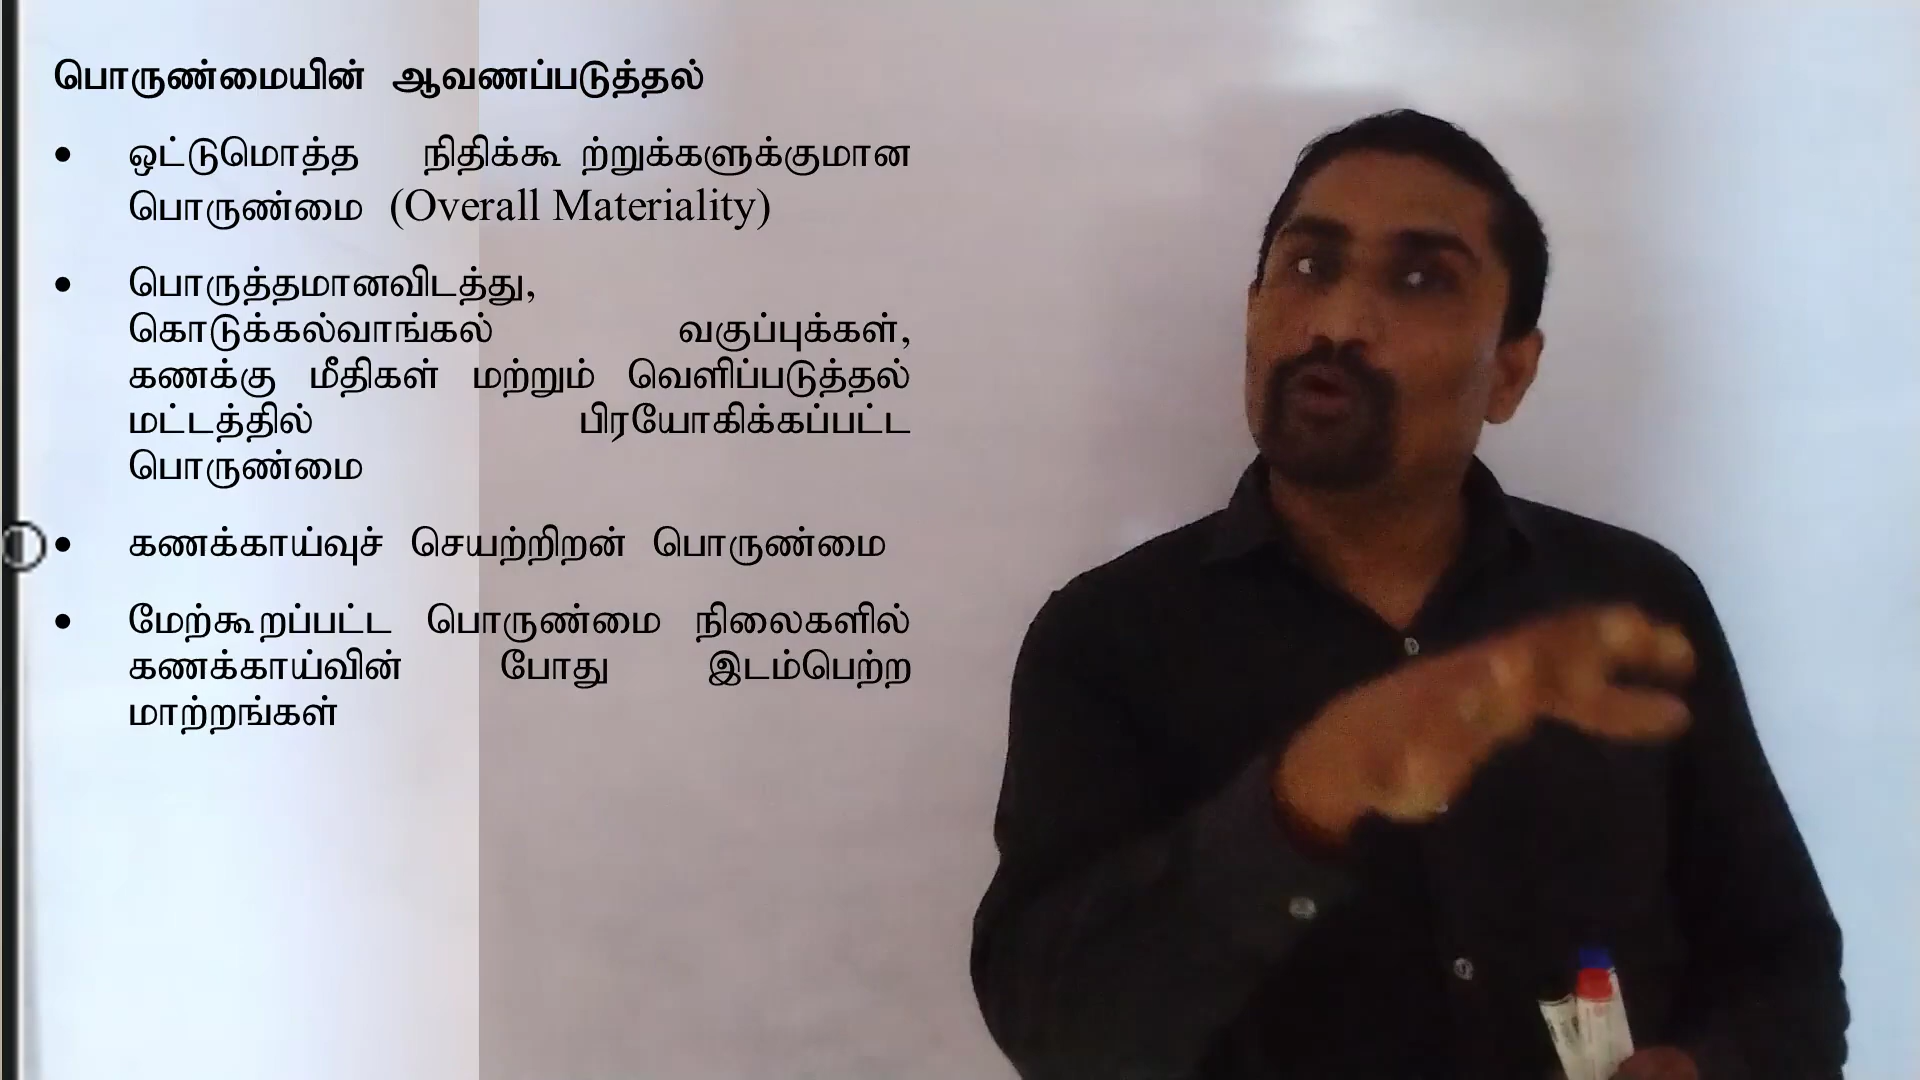 பொருண்மையின் ஆவணப்படுத்தல்
• ஒட்டுமொத்த நிதிக்கூ ற்றுக்களுக்குமான
பொருண்மை (Overall Materiality)
• பொருத்தமானவிடத்து,
கொடுக்கல்வாங்கல் வகுப்புக்கள்,
கணக்கு மீதிகள் மற்றும் வெளிப்படுத்தல்
மட்டத்தில் பிரயோகிக்கப்பட்ட
பொருண்மை
• கணக்காய்வுச் செயற்றிறன் பொருண்மை
• மேற்கூறப்பட்ட பொருண்மை நிலைகளில்
கணக்காய்வின் போது இடம்பெற்ற
மாற்றங்கள்